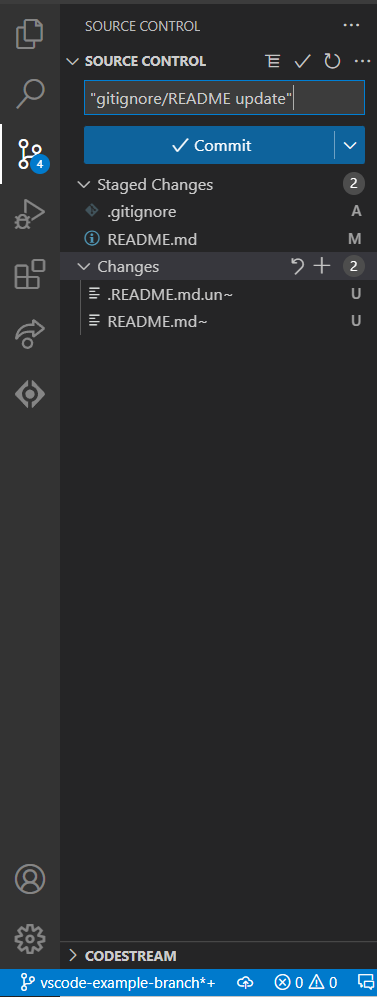 SOURCE CONTROL
SOURCE CONTROL
"gitignore/README update"
Commit
4
Staged Changes 2
.gitignore A
README.md M
Changes 2
.README.md.un~ U
README.md~ U
CODESTREAM
vscode-example-branch*+ 0 0